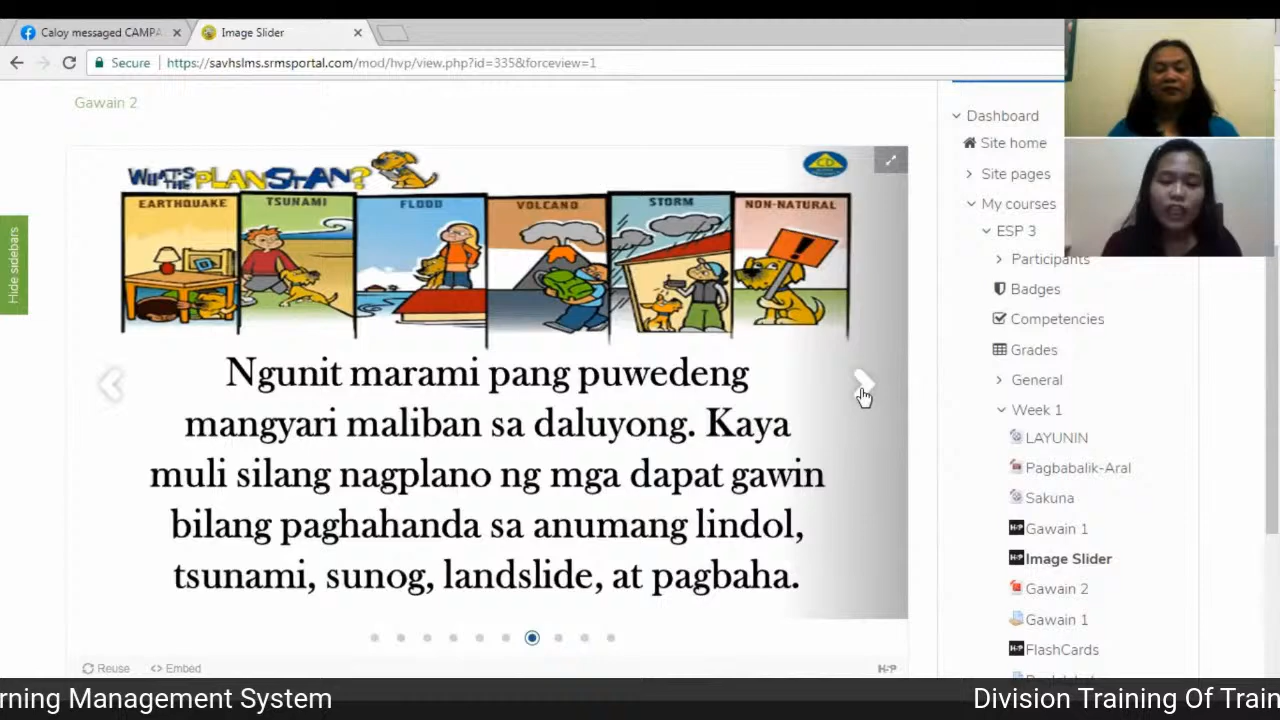 Caloy messaged CAMPA
Image Slider
Secure
https://savhslms.srmsportal.com/mod/hvp/view.php?id=335&forceview=1
Gawain 2
Hide sidebars
WHAT'S THE PLAN STAN?
CD
EARTHQUAKE
TSUNAMI
FLOOD
VOLCANO
STORM
NON-NATURAL
!
Ngunit marami pang puwedeng
mangyari maliban sa daluyong. Kaya
muli silang nagplano ng mga dapat gawin
bilang paghahanda sa anumang lindol,
tsunami, sunog, landslide, at pagbaha.
Reuse
<> Embed
H-P
Dashboard
Site home
Site pages
My courses
ESP 3
Participants
Badges
Competencies
Grades
General
Week 1
LAYUNIN
Pagbabalik-Aral
Sakuna
Gawain 1
Image Slider
Gawain 2
Gawain 1
FlashCards
rning Management System
Division Training Of Train